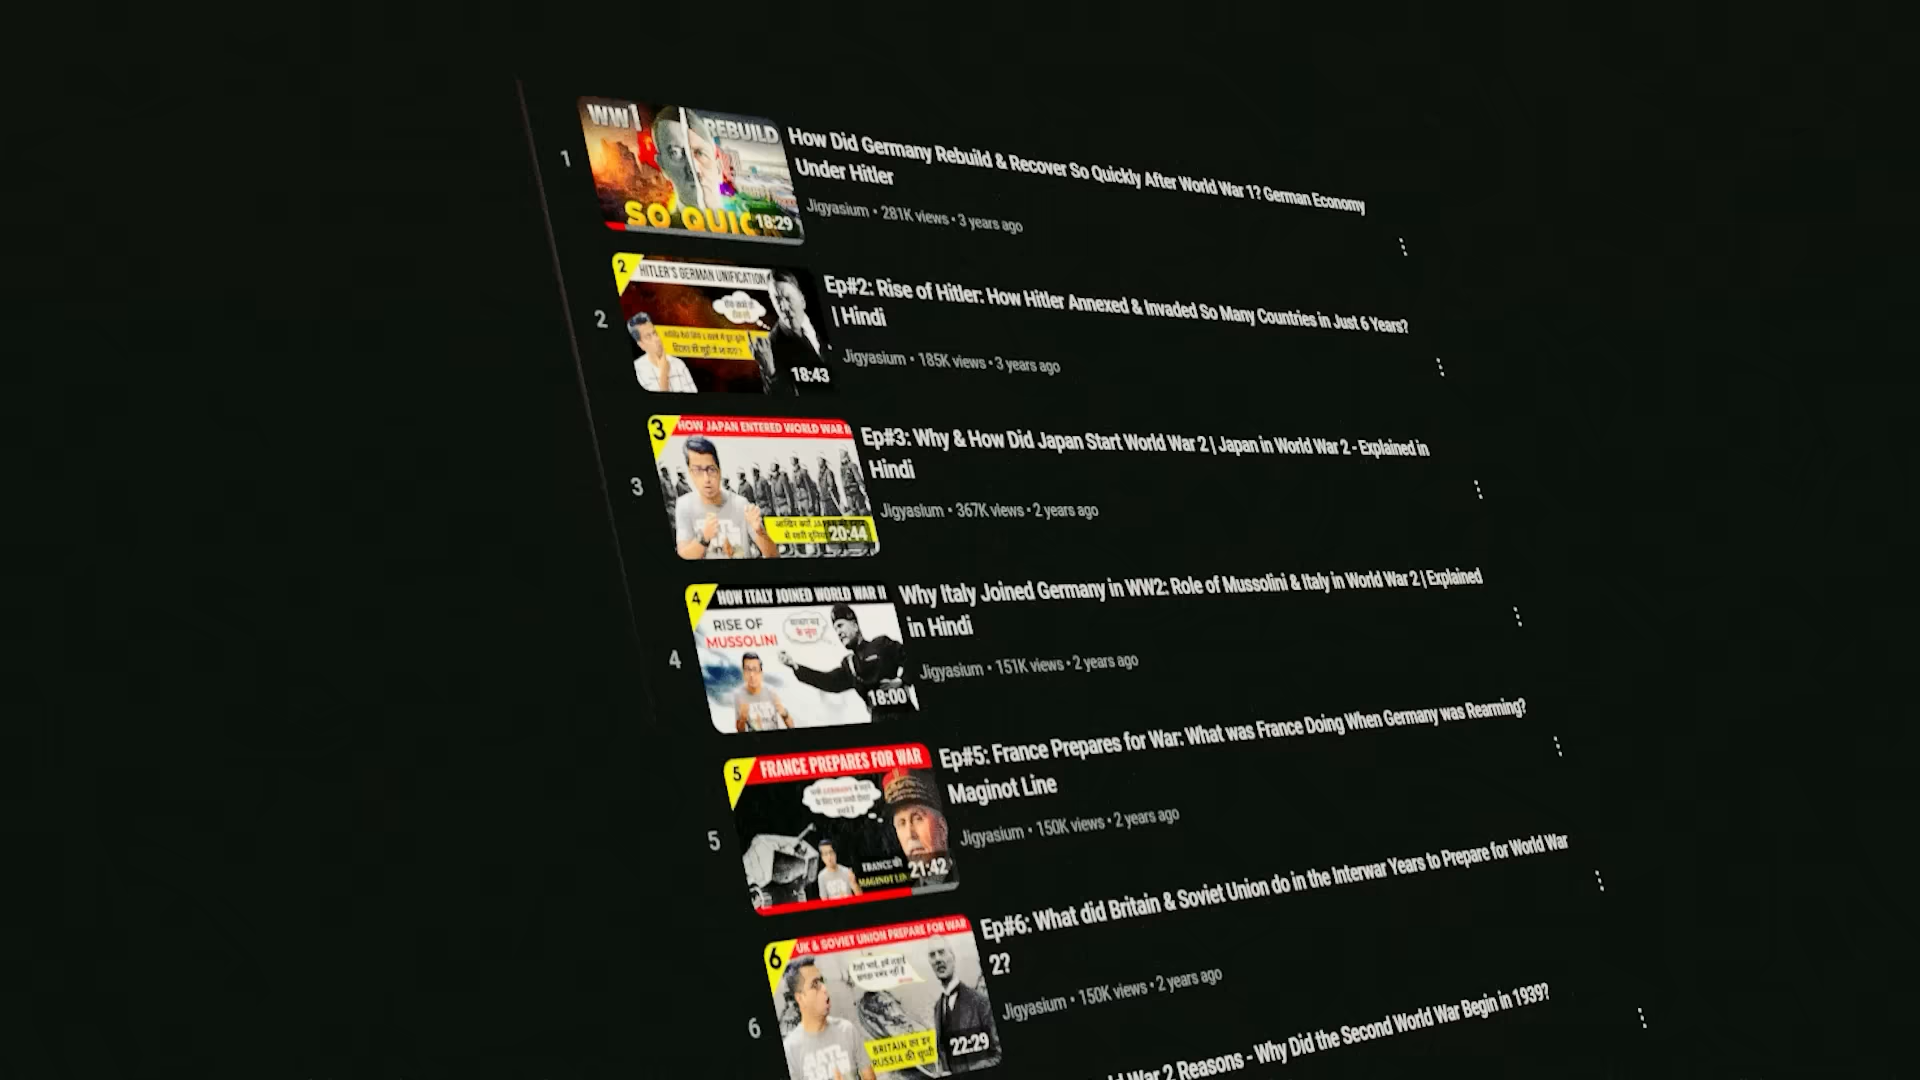 1
WW1
REBUILD
SO QUIC
18:29
How Did Germany Rebuild & Recover So Quickly After World War 1? German Economy
Under Hitler
Jigyasium • 281K views • 3 years ago
2
2
HITLER'S GERMAN UNIFICATION
18:43
Ep#2: Rise of Hitler: How Hitler Annexed & Invaded So Many Countries in Just 6 Years?
| Hindi
Jigyasium • 185K views • 3 years ago
3
3
HOW JAPAN ENTERED WORLD WAR II
20:44
Ep#3: Why & How Did Japan Start World War 2 | Japan in World War 2 - Explained in
Hindi
Jigyasium • 367K views • 2 years ago
4
4
HOW ITALY JOINED WORLD WAR II
RISE OF
MUSSOLINI
18:00
Why Italy Joined Germany in WW2: Role of Mussolini & Italy in World War 2 | Explained
in Hindi
Jigyasium • 151K views • 2 years ago
5
5
FRANCE PREPARES FOR WAR
FRANCE की
MAGINOT LIN
21:42
Ep#5: France Prepares for War: What was France Doing When Germany was Rearming?
Maginot Line
Jigyasium • 150K views • 2 years ago
6
6
UK & SOVIET UNION PREPARE FOR WAR
BRITAIN का डर
RUSSIA की चुप्पी
22:29
Ep#6: What did Britain & Soviet Union do in the Interwar Years to Prepare for World War
2?
Jigyasium • 150K views • 2 years ago
War 2 Reasons - Why Did the Second World War Begin in 1939?